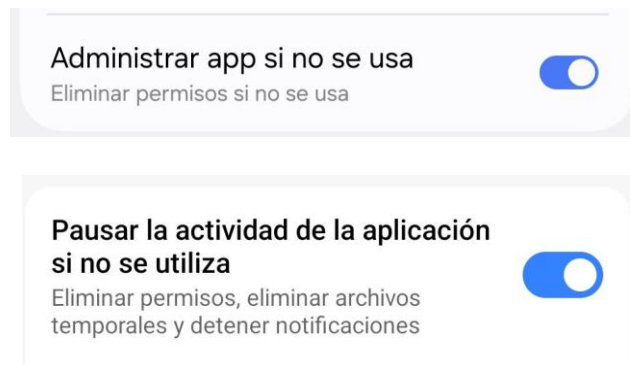 Administrar app si no se usa
Eliminar permisos si no se usa
Pausar la actividad de la aplicación
si no se utiliza
Eliminar permisos, eliminar archivos
temporales y detener notificaciones